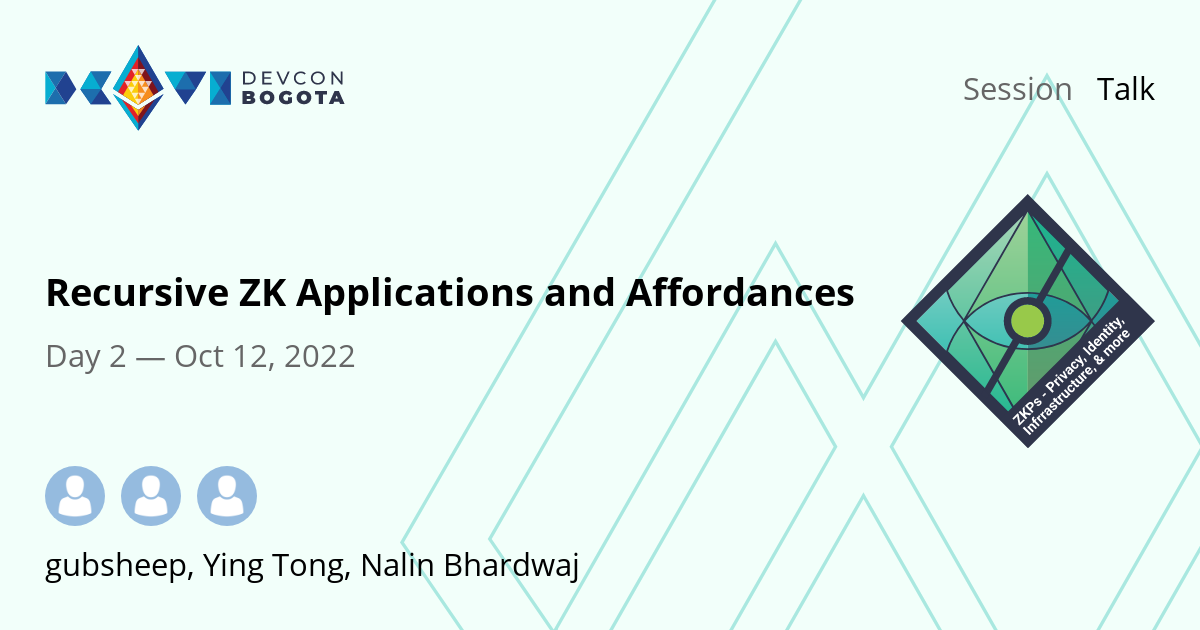 DEVCON
BOGOTA
Session Talk
Recursive ZK Applications and Affordances
Day 2 — Oct 12, 2022
ZKPs - Privacy, Identity,
Infrrastructure, & more
gubsheep, Ying Tong, Nalin Bhardwaj